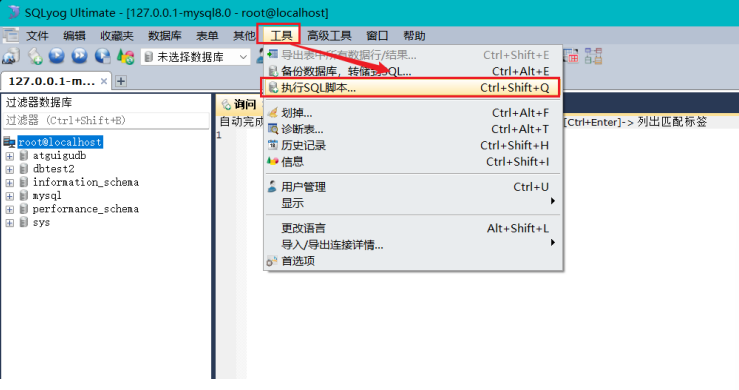 SQLyog Ultimate - [127.0.0.1-mysql8.0 - root@localhost]
文件 编辑 收藏夹 数据库 表单 其他 工具 高级工具 窗口 帮助
未选择数据库
127.0.0.1-m...
过滤器数据库
过滤器 (Ctrl+Shift+B)
root@localhost
atguigudb
dbtest2
information_schema
mysql
performance_schema
sys
询问
自动完成
[Ctrl+Enter]-> 列出匹配标签
1
导出表中所有数据行/结果... Ctrl+Shift+E
备份数据库，转储到SQL... Ctrl+Alt+E
执行SQL脚本... Ctrl+Shift+Q
划掉... Ctrl+Alt+F
诊断表... Ctrl+Alt+T
历史记录 Ctrl+Shift+H
信息 Ctrl+Shift+I
用户管理 Ctrl+U
显示
更改语言 Alt+Shift+L
导入/导出连接详情...
首选项